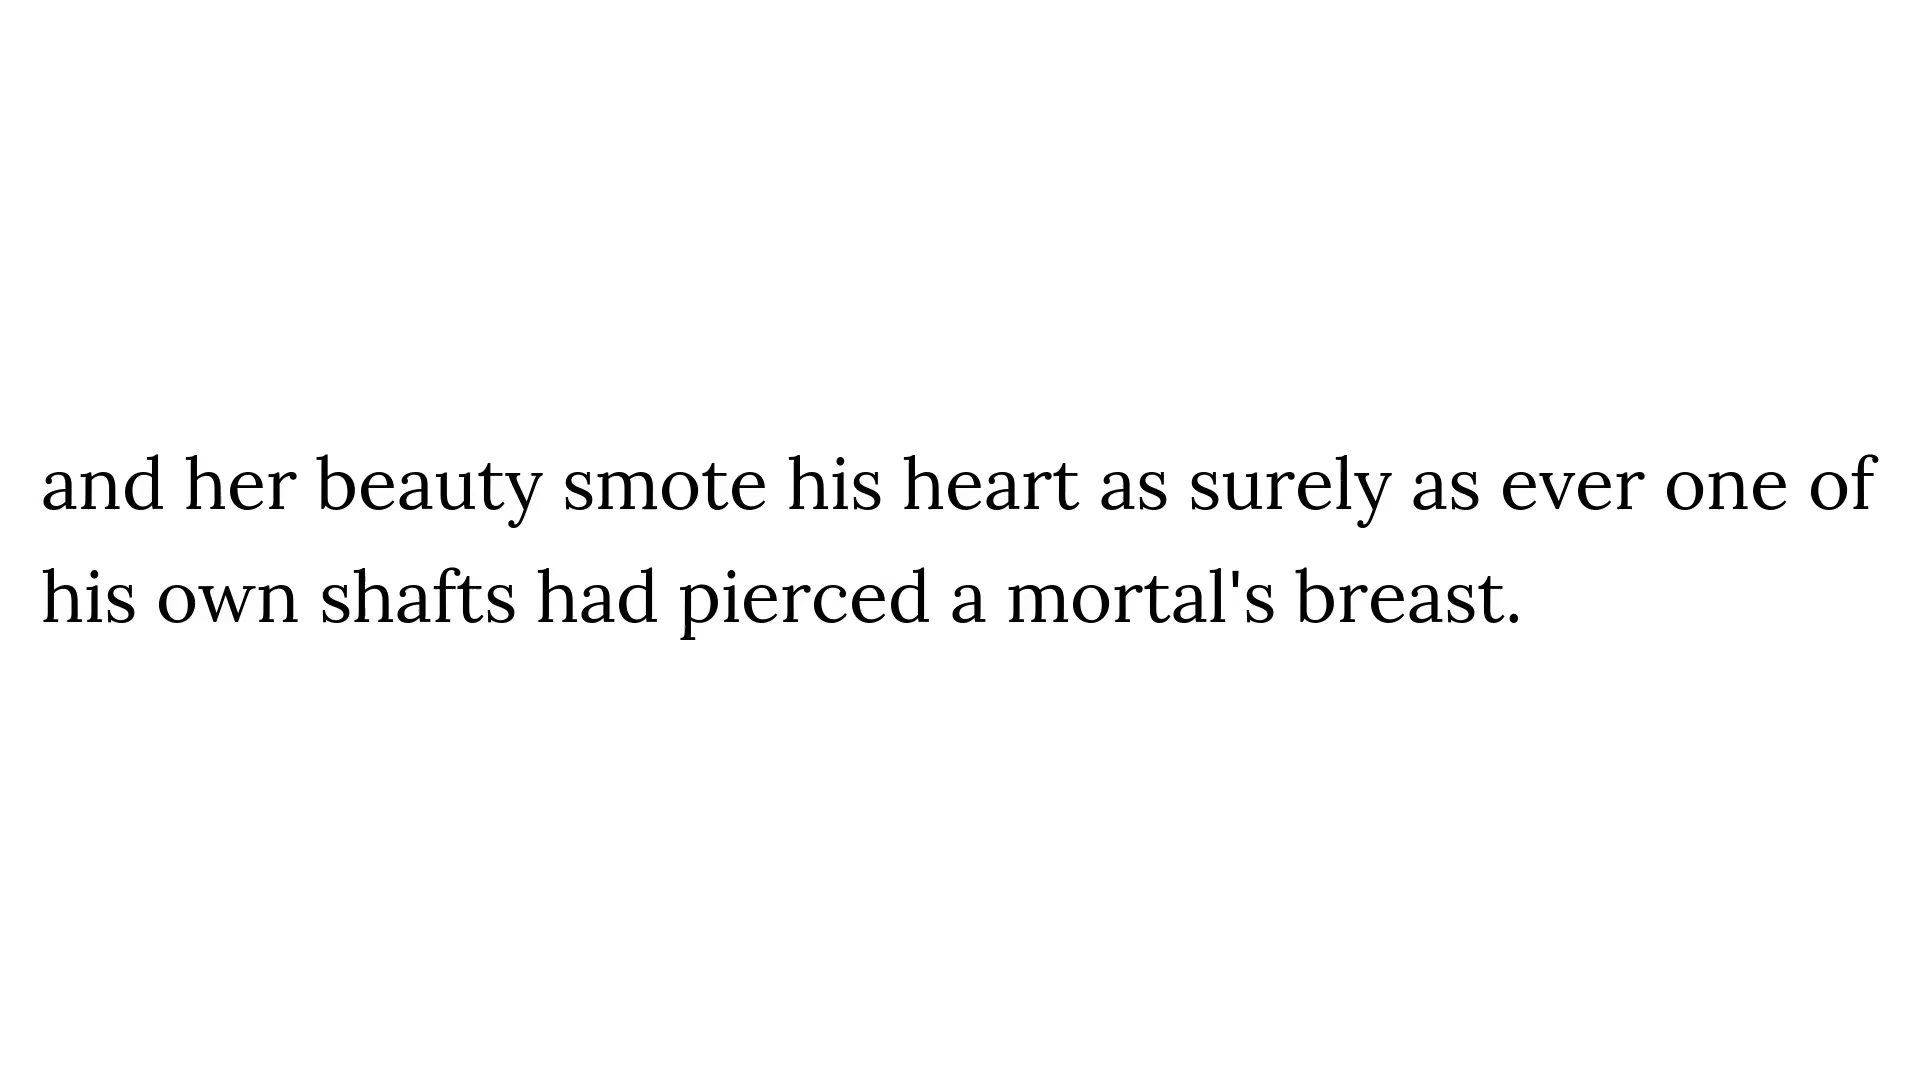 and her beauty smote his heart as surely as ever one of
his own shafts had pierced a mortal's breast.